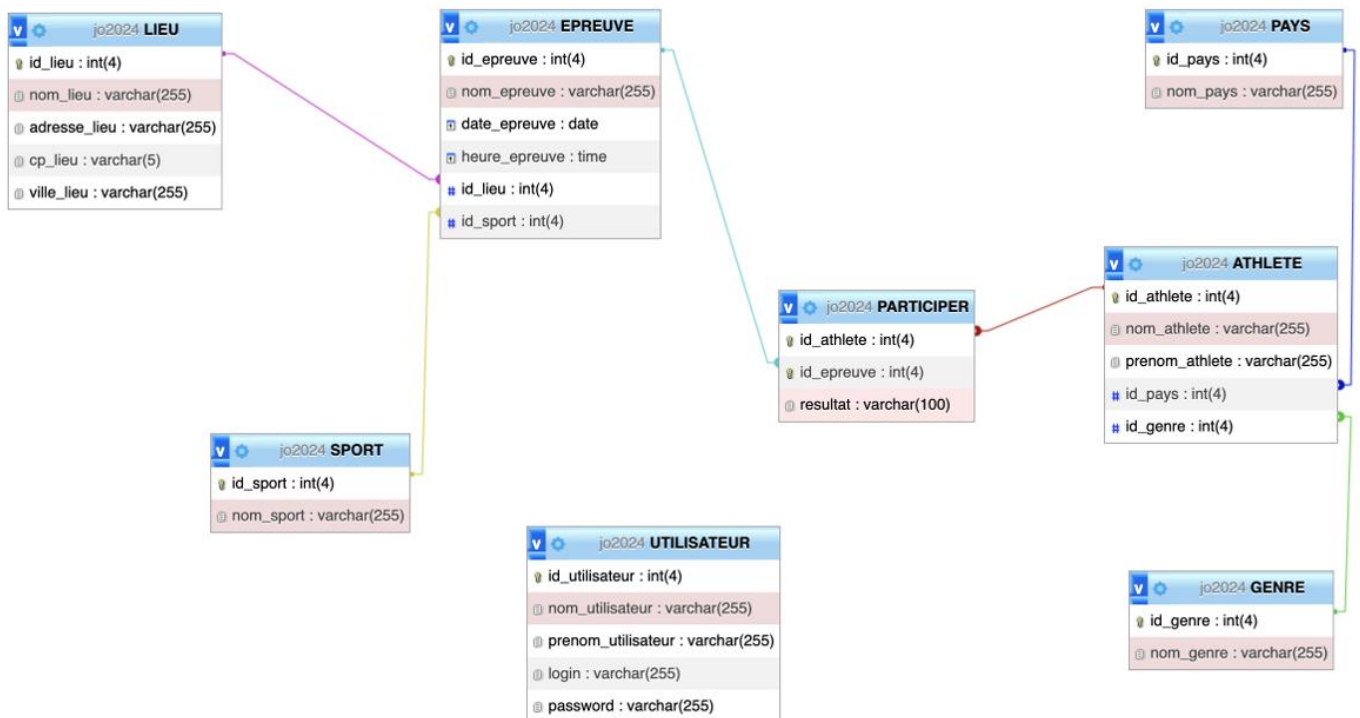 jo2024 LIEU
id_lieu : int(4)
nom_lieu : varchar(255)
adresse_lieu : varchar(255)
cp_lieu : varchar(5)
ville_lieu : varchar(255)
jo2024 EPREUVE
id_epreuve : int(4)
nom_epreuve : varchar(255)
date_epreuve : date
heure_epreuve : time
id_lieu : int(4)
id_sport : int(4)
jo2024 PAYS
id_pays : int(4)
nom_pays : varchar(255)
jo2024 ATHLETE
id_athlete : int(4)
nom_athlete : varchar(255)
prenom_athlete : varchar(255)
id_pays : int(4)
id_genre : int(4)
jo2024 PARTICIPER
id_athlete : int(4)
id_epreuve : int(4)
resultat : varchar(100)
jo2024 SPORT
id_sport : int(4)
nom_sport : varchar(255)
jo2024 UTILISATEUR
id_utilisateur : int(4)
nom_utilisateur : varchar(255)
prenom_utilisateur : varchar(255)
login : varchar(255)
password : varchar(255)
jo2024 GENRE
id_genre : int(4)
nom_genre : varchar(255)